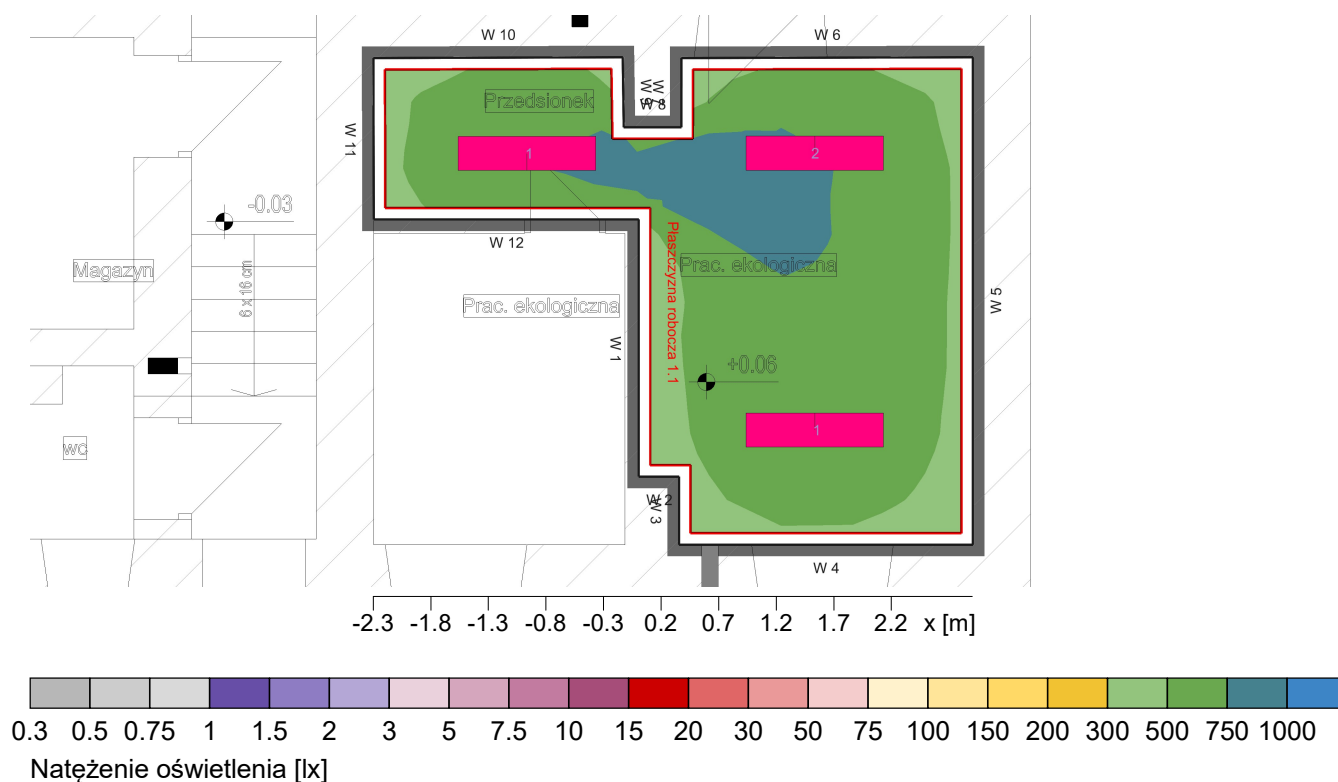 W 10
W 6
W 9
W 7
W 8
Przedsionek
W 11
1
2
-0.03
W 12
Płaszczyzna robocza 1.1
Prac. ekologiczna
Magazyn
6 x 16 cm
Prac. ekologiczna
W 5
W 1
+0.06
1
wc
W 2
W 3
W 4
-2.3 -1.8 -1.3 -0.8 -0.3 0.2 0.7 1.2 1.7 2.2 x [m]
0.3 0.5 0.75 1 1.5 2 3 5 7.5 10 15 20 30 50 75 100 150 200 300 500 750 1000
Natężenie oświetlenia [lx]